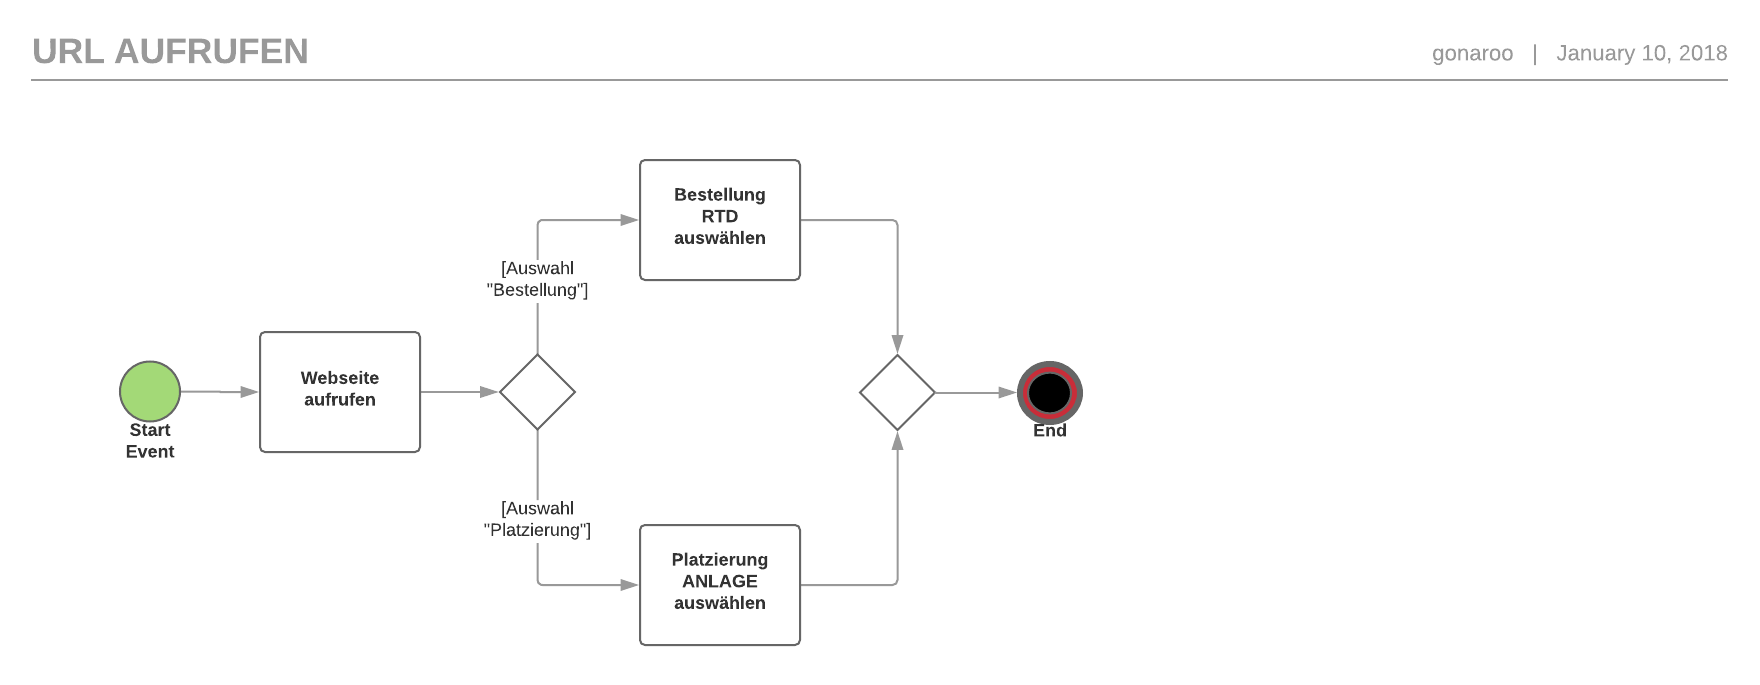 URL AUFRUFEN
gonaroo | January 10, 2018
Bestellung
RTD
auswählen
[Auswahl
"Bestellung"]
Webseite
aufrufen
Start
Event
End
[Auswahl
"Platzierung"]
Platzierung
ANLAGE
auswählen